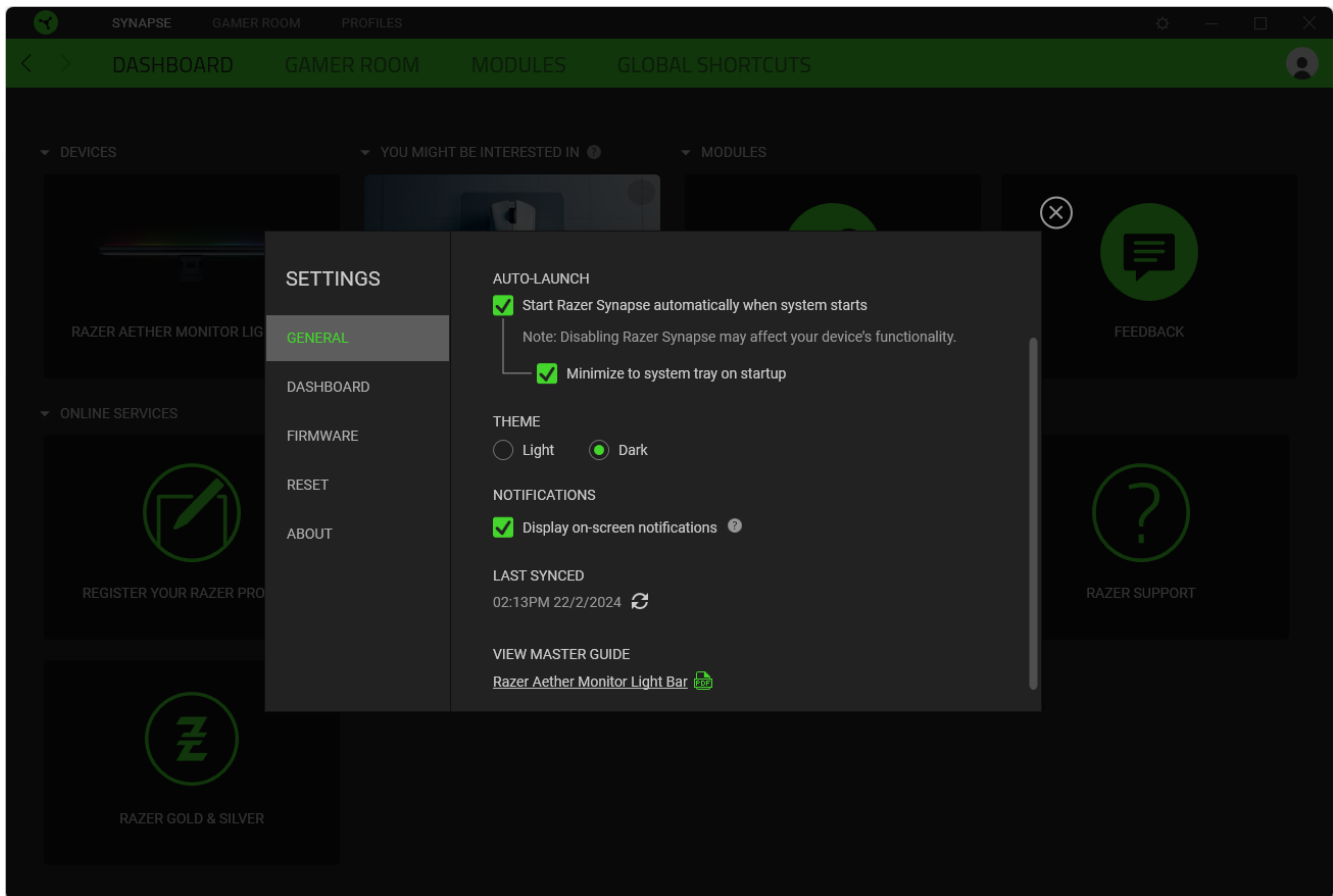 SYNAPSE
GAMER ROOM
PROFILES
DASHBOARD
GAMER ROOM
MODULES
GLOBAL SHORTCUTS
DEVICES
YOU MIGHT BE INTERESTED IN ?
MODULES
RAZER AETHER MONITOR LIG
FEEDBACK
ONLINE SERVICES
REGISTER YOUR RAZER PRO
RAZER SUPPORT
RAZER GOLD & SILVER
SETTINGS
GENERAL
DASHBOARD
FIRMWARE
RESET
ABOUT
AUTO-LAUNCH
Start Razer Synapse automatically when system starts
Note: Disabling Razer Synapse may affect your device's functionality.
Minimize to system tray on startup
THEME
Light
Dark
NOTIFICATIONS
Display on-screen notifications ?
LAST SYNCED
02:13PM 22/2/2024
VIEW MASTER GUIDE
Razer Aether Monitor Light Bar PDF